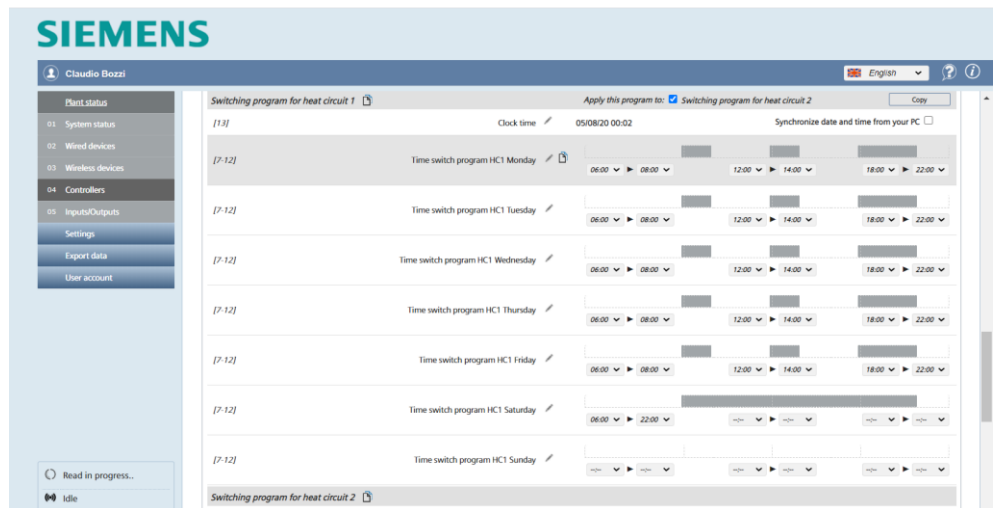 SIEMENS
Claudio Bozzi
English
Plant status
01 System status
02 Wired devices
03 Wireless devices
04 Controllers
05 Inputs/Outputs
Settings
Export data
User account
Read in progress..
Idle
Switching program for heat circuit 1 Apply this program to: Switching program for heat circuit 2 Copy
[13] Clock time 05/08/20 00:02 Synchronize date and time from your PC
[7-12] Time switch program HC1 Monday
06:00 08:00 12:00 14:00 18:00 22:00
[7-12] Time switch program HC1 Tuesday
06:00 08:00 12:00 14:00 18:00 22:00
[7-12] Time switch program HC1 Wednesday
06:00 08:00 12:00 14:00 18:00 22:00
[7-12] Time switch program HC1 Thursday
06:00 08:00 12:00 14:00 18:00 22:00
[7-12] Time switch program HC1 Friday
06:00 08:00 12:00 14:00 18:00 22:00
[7-12] Time switch program HC1 Saturday
06:00 22:00 --:-- --:-- --:-- --:--
[7-12] Time switch program HC1 Sunday
--:-- --:-- --:-- --:-- --:-- --:--
Switching program for heat circuit 2